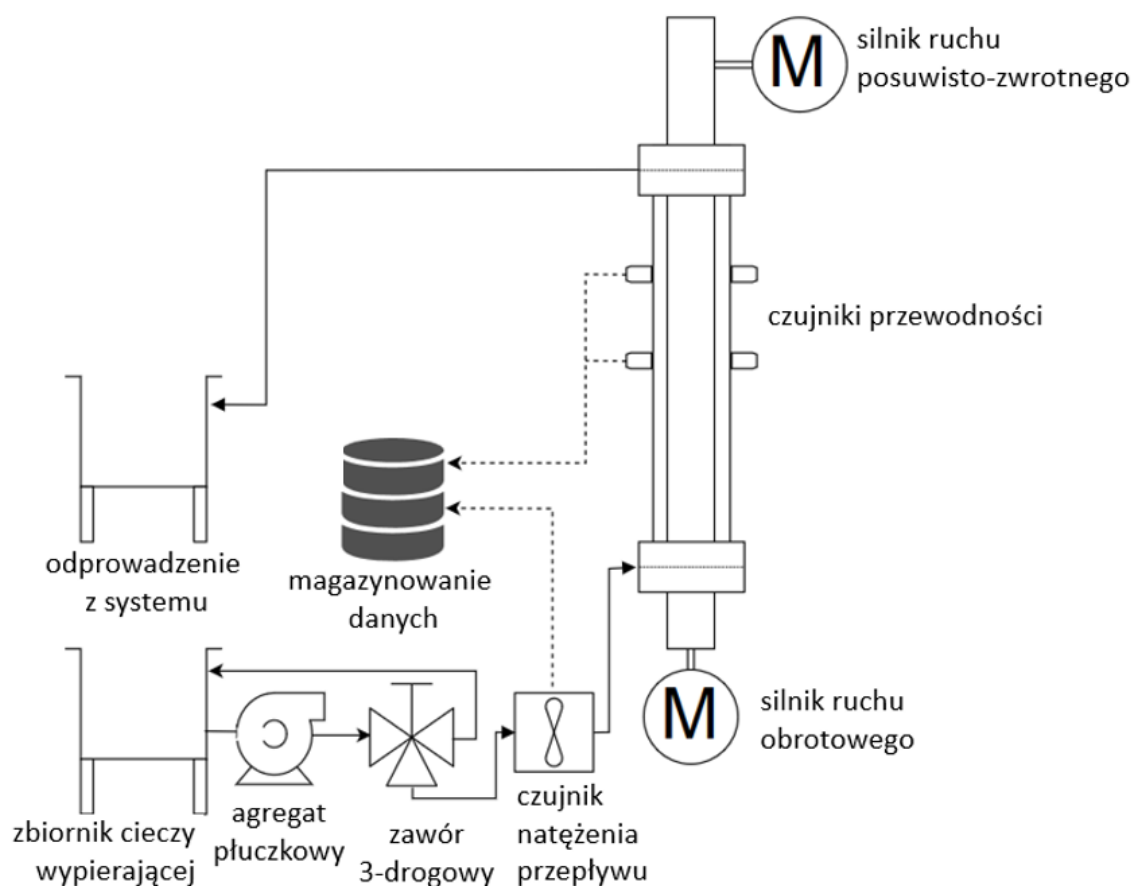 M
silnik ruchu
posuwisto-zwrotnego
czujniki przewodności
odprowadzenie
z systemu
magazynowanie
danych
M
silnik ruchu
obrotowego
zbiornik cieczy
wypierającej
agregat
płuczkowy
zawór
3-drogowy
czujnik
natężenia
przepływu